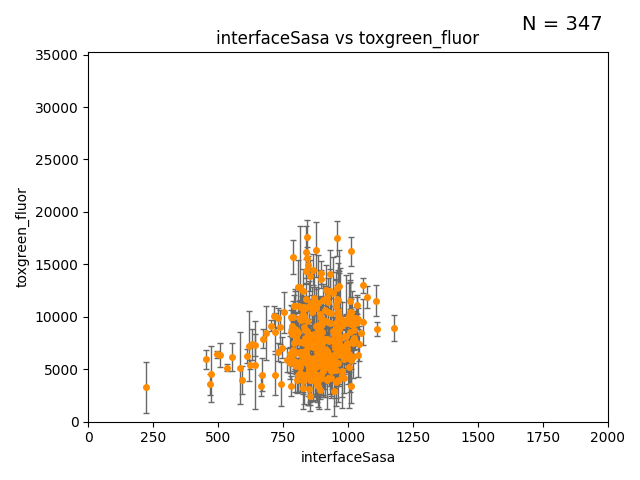 N = 347
interfaceSasa vs toxgreen_fluor
35000
30000
25000
20000
15000
10000
5000
0
toxgreen_fluor
0 250 500 750 1000 1250 1500 1750 2000
interfaceSasa